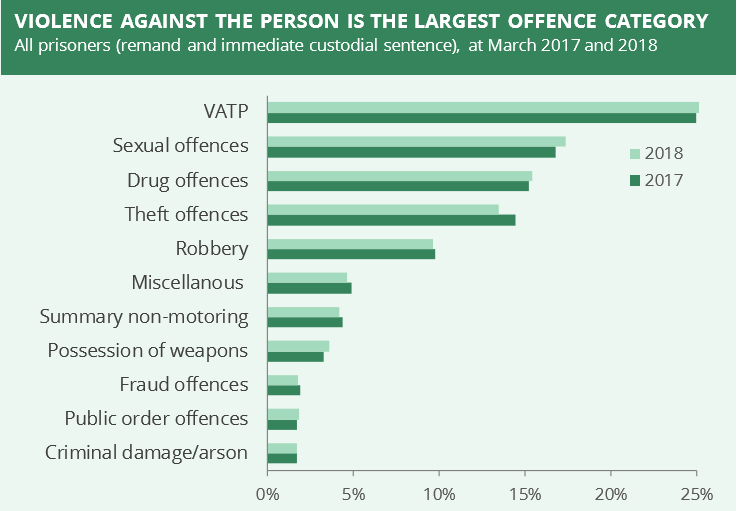 VIOLENCE AGAINST THE PERSON IS THE LARGEST OFFENCE CATEGORY
All prisoners (remand and immediate custodial sentence), at March 2017 and 2018
VATP
Sexual offences
Drug offences
Theft offences
Robbery
Miscellanous
Summary non-motoring
Possession of weapons
Fraud offences
Public order offences
Criminal damage/arson
2018
2017
0% 5% 10% 15% 20% 25%